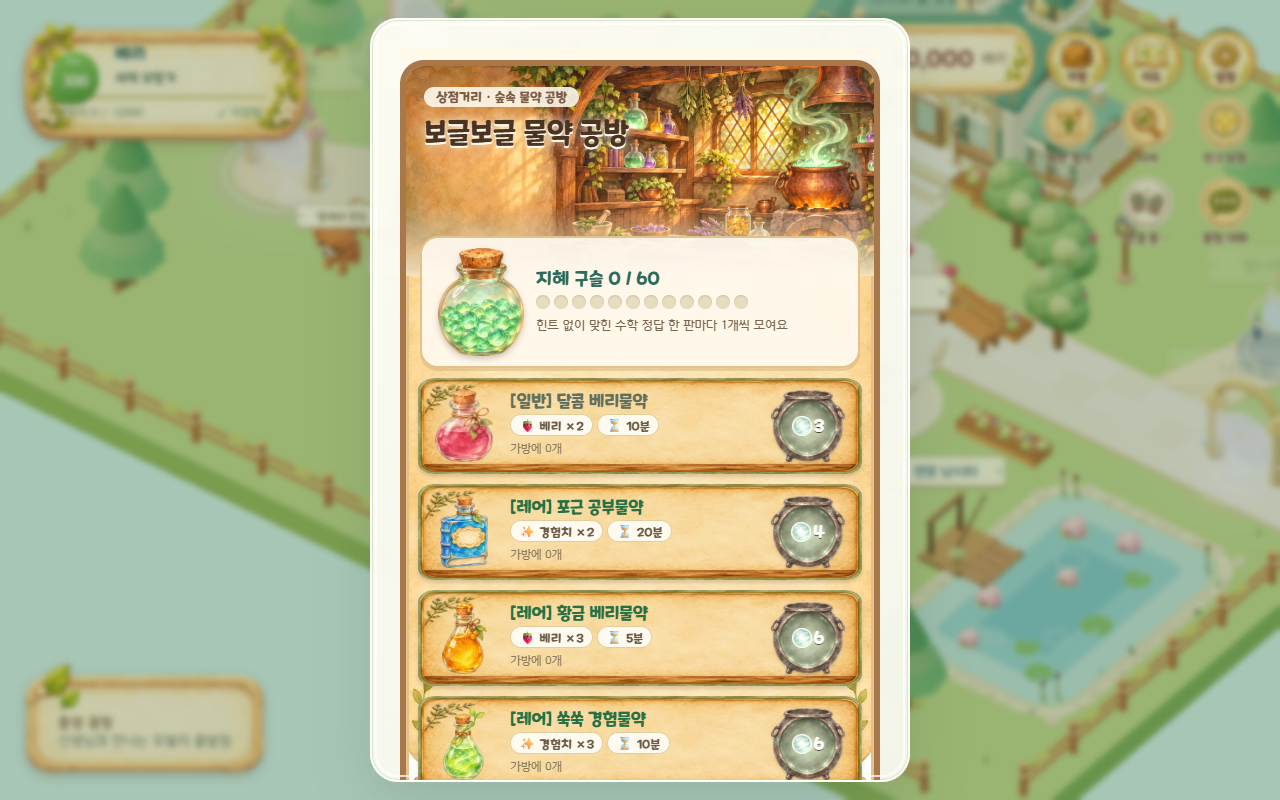 상점거리 · 숲속 물약 공방
보글보글 물약 공방
지혜 구슬 0 / 60
힌트 없이 맞힌 수학 정답 한 판마다 1개씩 모여요
[일반] 달콤 베리물약
베리 ×2 10분
가방에 0개
3
[레어] 포근 공부물약
경험치 ×2 20분
가방에 0개
4
[레어] 황금 베리물약
베리 ×3 5분
가방에 0개
6
[레어] 쑥쑥 경험물약
경험치 ×3 10분
가방에 0개
6